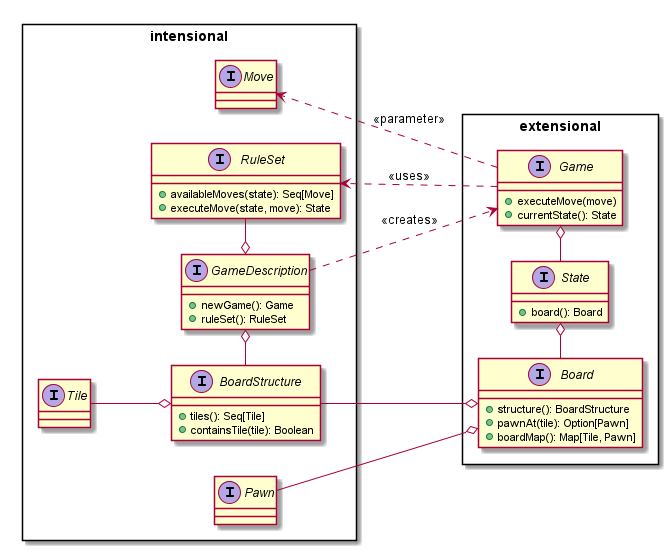 intensional
I Move
«parameter»
extensional
I RuleSet
availableMoves(state): Seq[Move]
executeMove(state, move): State
«uses»
I Game
executeMove(move)
currentState(): State
«creates»
I GameDescription
newGame(): Game
ruleSet(): RuleSet
I State
board(): Board
I Tile
I BoardStructure
tiles(): Seq[Tile]
containsTile(tile): Boolean
I Board
structure(): BoardStructure
pawnAt(tile): Option[Pawn]
boardMap(): Map[Tile, Pawn]
I Pawn